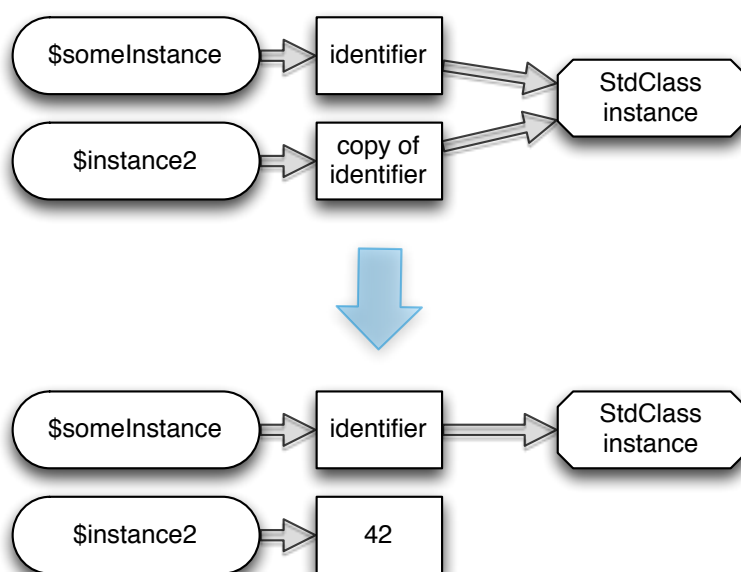 $someInstance
identifier
StdClass
instance
$instance2
copy of
identifier
$someInstance
identifier
StdClass
instance
$instance2
42